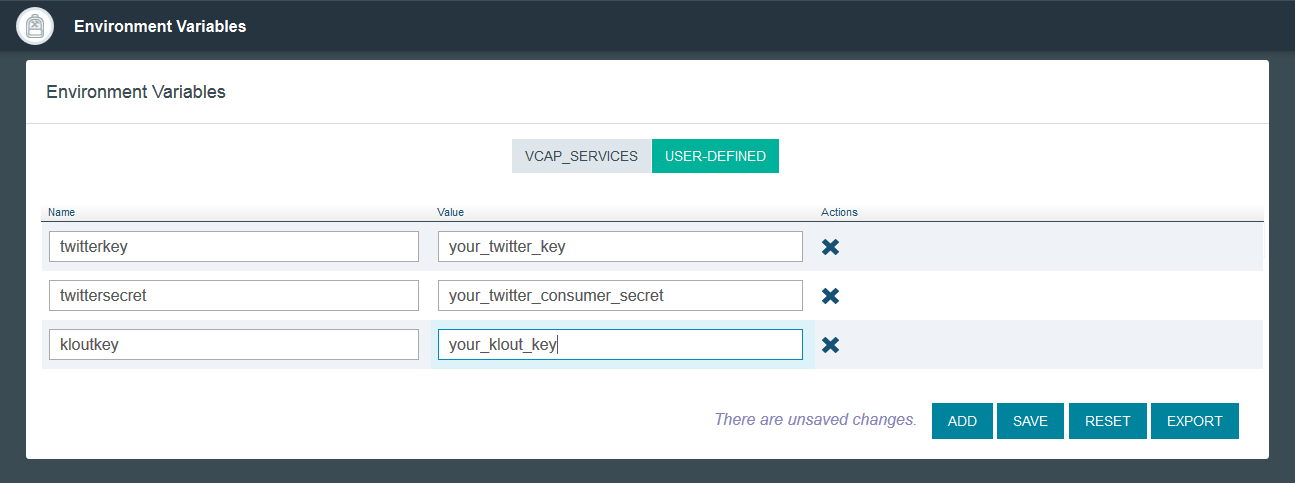 Environment Variables
Environment Variables
VCAP_SERVICES USER-DEFINED
Name Value Actions
twitterkey your_twitter_key
twittersecret your_twitter_consumer_secret
kloutkey your_klout_key
There are unsaved changes. ADD SAVE RESET EXPORT